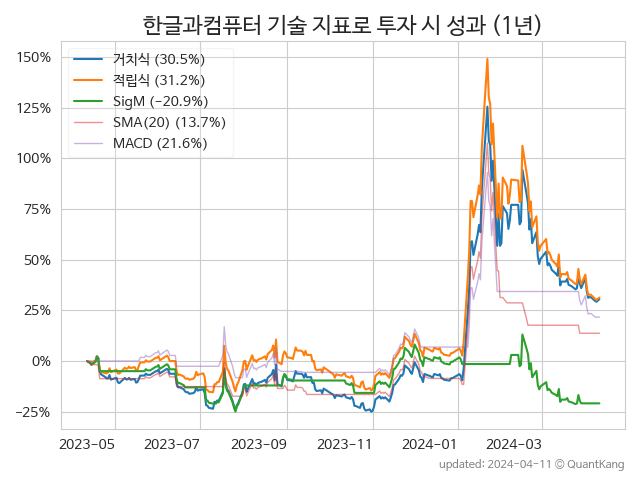 한글과컴퓨터 기술 지표로 투자 시 성과 (1년)
거치식 (30.5%)
적립식 (31.2%)
SigM (−20.9%)
SMA(20) (13.7%)
MACD (21.6%)
150%
125%
100%
75%
50%
25%
0%
−25%
2023-05 2023-07 2023-09 2023-11 2024-01 2024-03
updated: 2024-04-11 © QuantKang